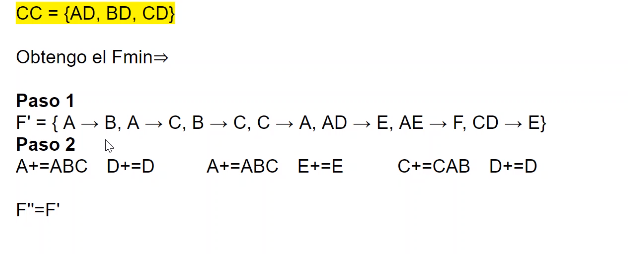 CC = {AD, BD, CD}
Obtengo el Fmin⇒
Paso 1
F' = { A → B, A → C, B → C, C → A, AD → E, AE → F, CD → E}
Paso 2
A+=ABC D+=D A+=ABC E+=E C+=CAB D+=D
F"=F'